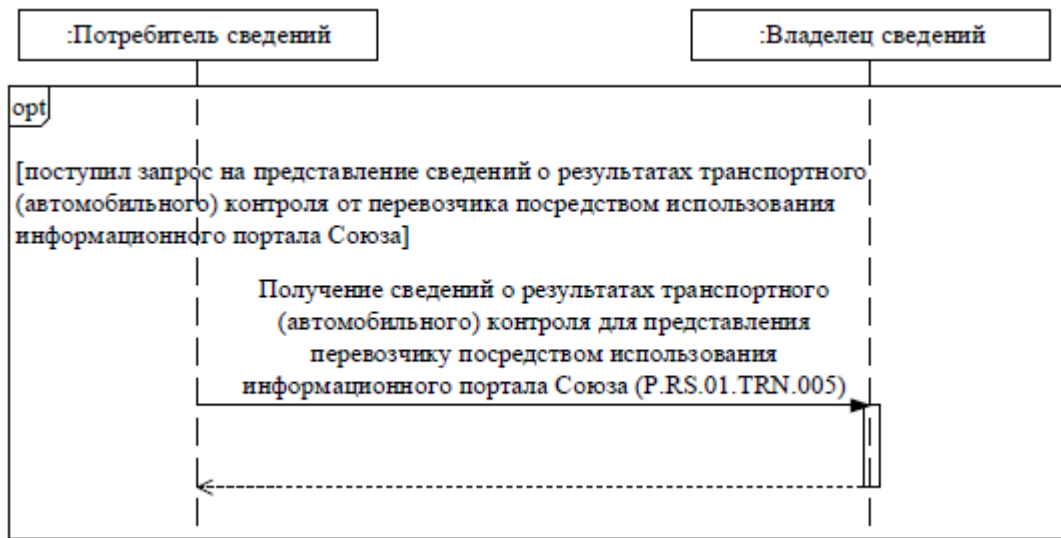 :Потребитель сведений
:Владелец сведений
opt
[поступил запрос на представление сведений о результатах транспортного
(автомобильного) контроля от перевозчика посредством использования
информационного портала Союза]
Получение сведений о результатах транспортного
(автомобильного) контроля для представления
перевозчику посредством использования
информационного портала Союза (P.RS.01.TRN.005)